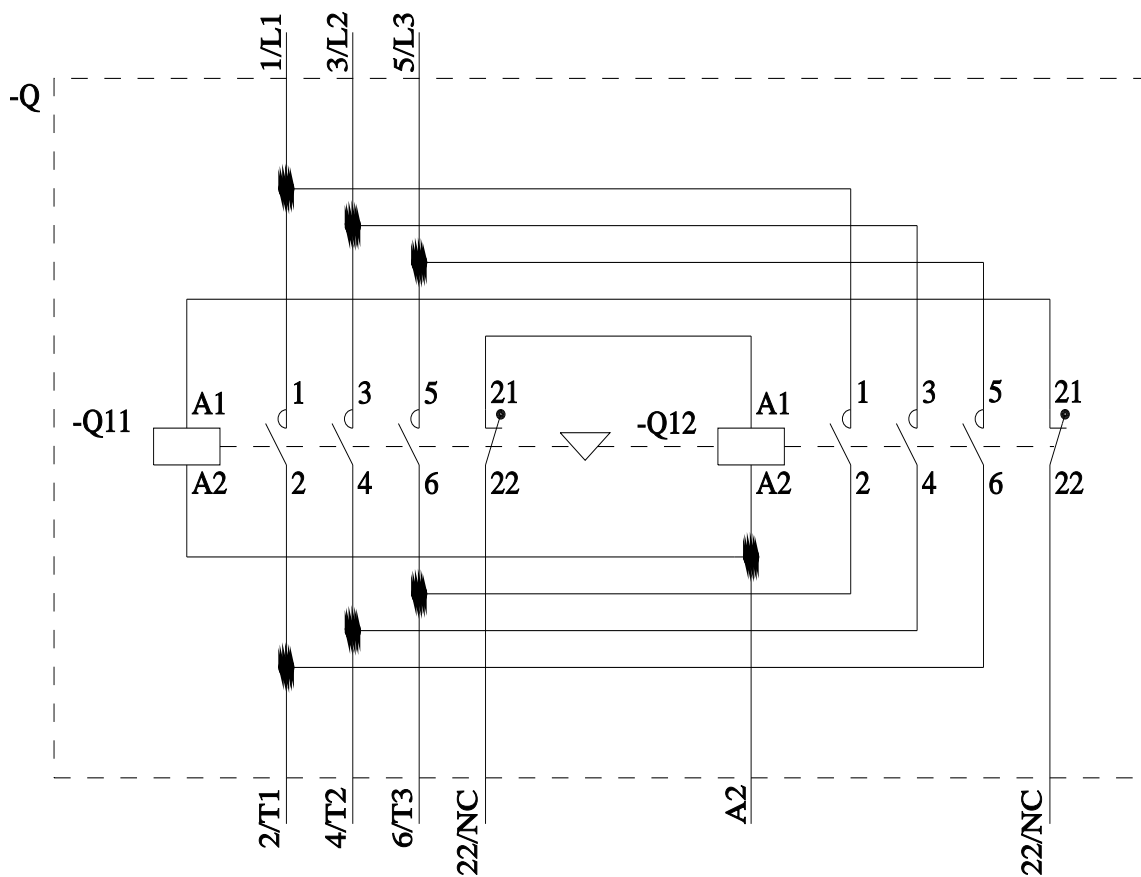 1/L1
3/L2
5/L3
-Q
A1 1 3 5 21 A1 1 3 5 21
-Q11 -Q12
A2 2 4 6 22 A2 2 4 6 22
2/T1
4/T2
6/T3
22/NC
A2
22/NC